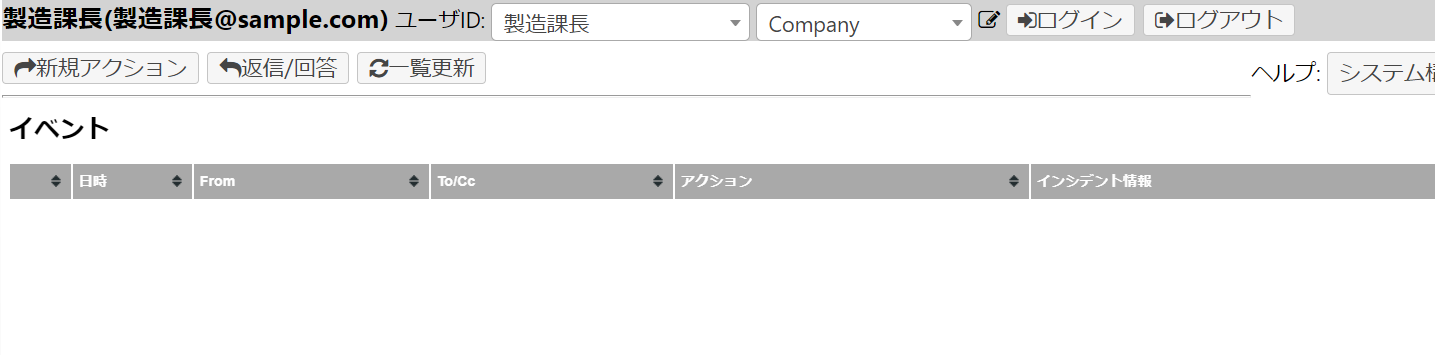 製造課長(製造課長@sample.com) ユーザID: 製造課長 Company ログイン ログアウト
新規アクション 返信/回答 一覧更新 ヘルプ: システム構
イベント
日時 From To/Cc アクション インシデント情報